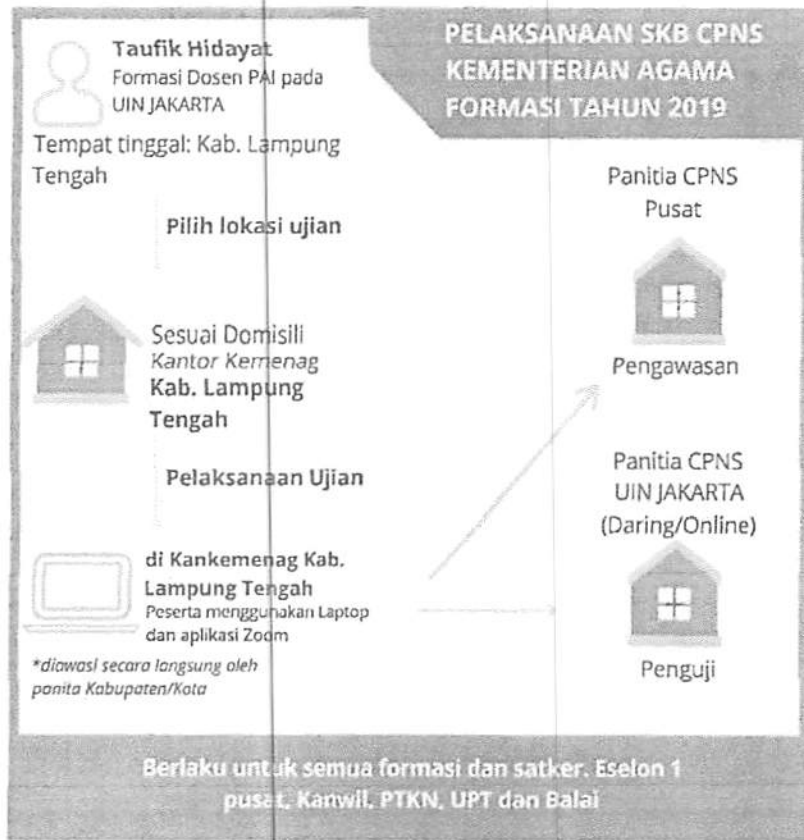 PELAKSANAAN SKB CPNS
KEMENTERIAN AGAMA
FORMASI TAHUN 2019
Taufik Hidayat
Formasi Dosen PAI pada
UIN JAKARTA
Tempat tinggal: Kab. Lampung
Tengah
Pilih lokasi ujian
Sesuai Domisili
Kantor Kemenag
Kab. Lampung
Tengah
Pelaksanaan Ujian
di Kankemenag Kab.
Lampung Tengah
Peserta menggunakan Laptop
dan aplikasi Zoom
*diawasi secara langsung oleh
panita Kabupaten/Kota
Panitia CPNS
Pusat
Pengawasan
Panitia CPNS
UIN JAKARTA
(Daring/Online)
Penguji
Berlaku untuk semua formasi dan satker. Eselon 1
pusat, Kanwil, PTKN, UPT dan Balai